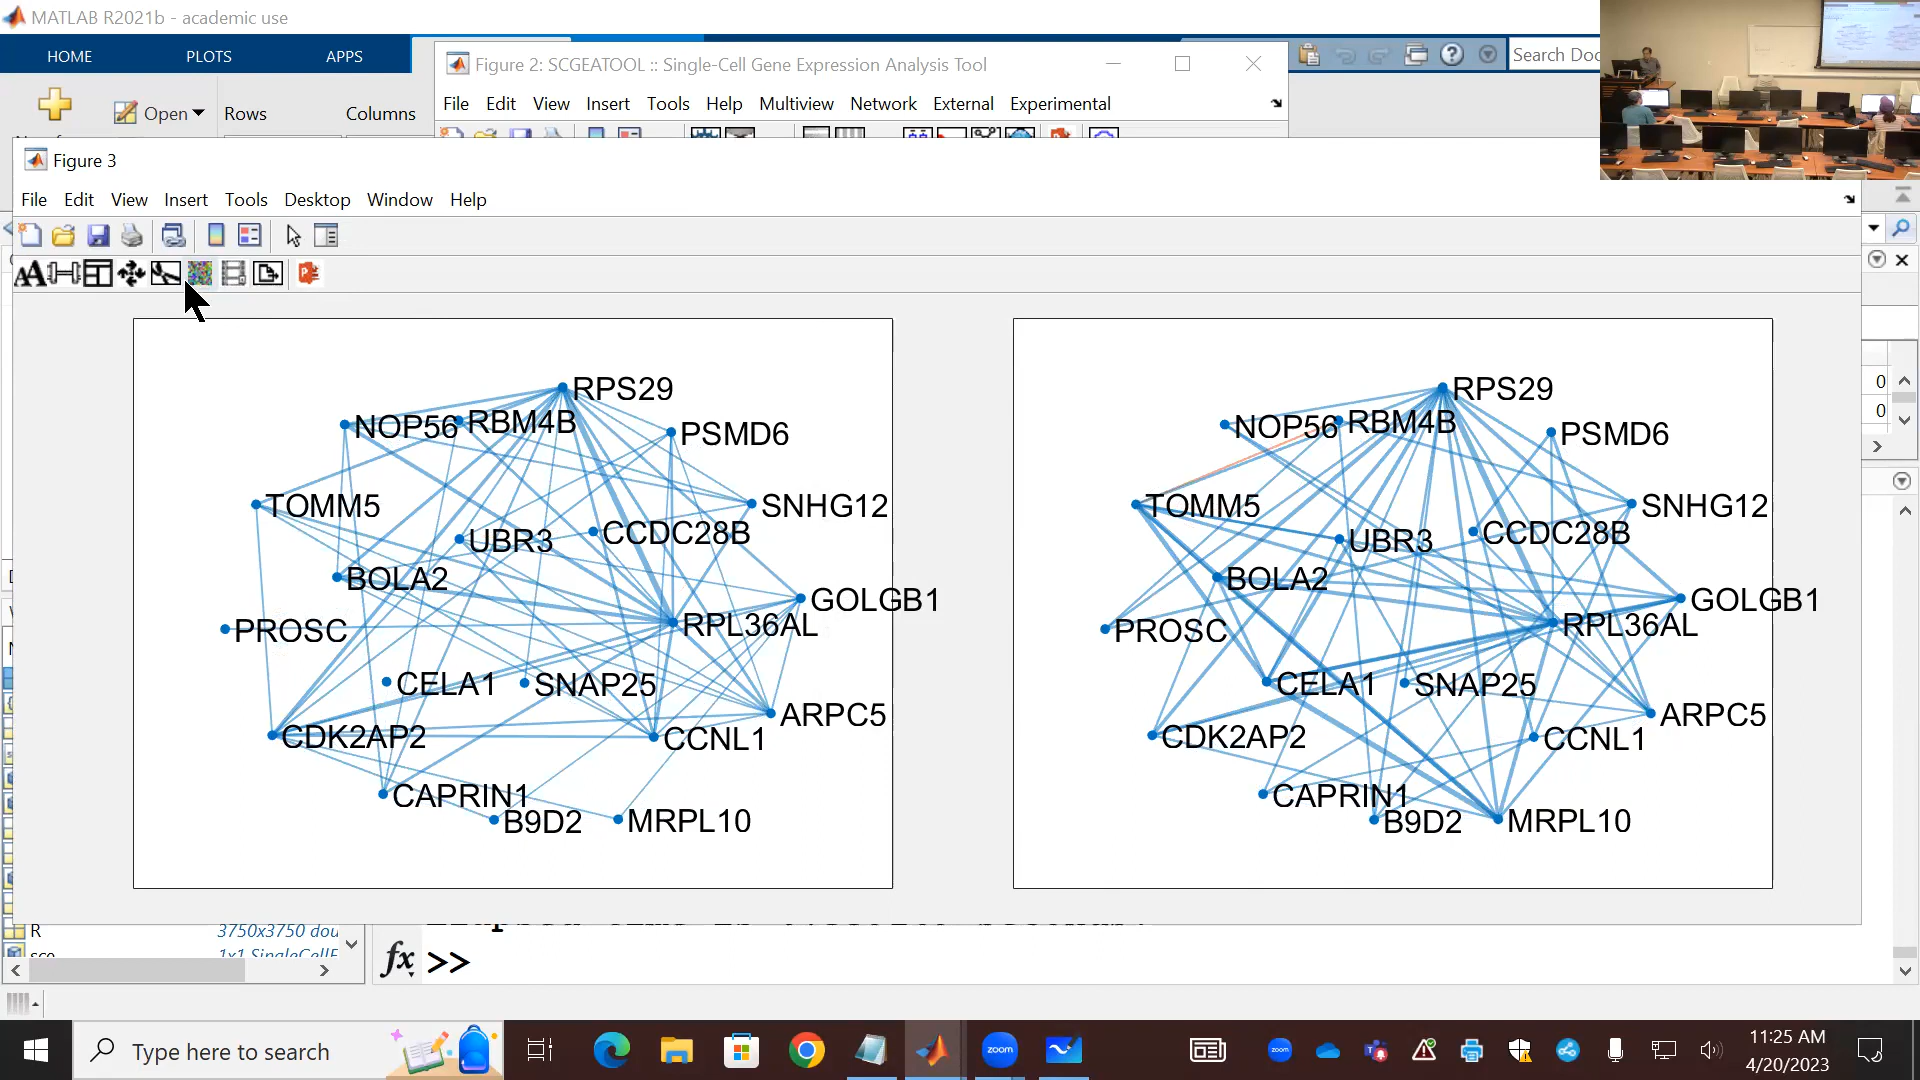 MATLAB R2021b - academic use
HOME PLOTS APPS
Figure 2: SCGEATOOL :: Single-Cell Gene Expression Analysis Tool
Search Doc
Open Rows Columns
File Edit View Insert Tools Help Multiview Network External Experimental
Figure 3
File Edit View Insert Tools Desktop Window Help
RPS29
NOP56 RBM4B
PSMD6
TOMM5
SNHG12
UBR3
CCDC28B
BOLA2
GOLGB1
PROSC
RPL36AL
CELA1
SNAP25
ARPC5
CDK2AP2
CCNL1
CAPRIN1
B9D2
MRPL10
RPS29
NOP56 RBM4B
PSMD6
TOMM5
SNHG12
UBR3
CCDC28B
BOLA2
GOLGB1
PROSC
RPL36AL
CELA1
SNAP25
ARPC5
CDK2AP2
CCNL1
CAPRIN1
B9D2
MRPL10
0
0
R 3750x3750 dou
fx >>
Type here to search
zoom
zoom
11:25 AM
4/20/2023